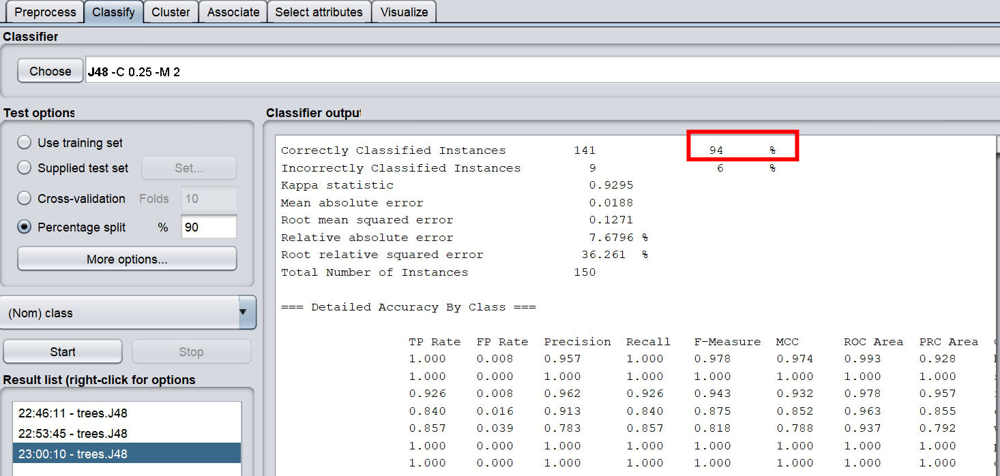 Preprocess Classify Cluster Associate Select attributes Visualize
Classifier
Choose J48 -C 0.25 -M 2
Test options
Use training set
Supplied test set Set...
Cross-validation Folds 10
Percentage split % 90
More options...
(Nom) class
Start Stop
Result list (right-click for options
22:46:11 - trees.J48
22:53:45 - trees.J48
23:00:10 - trees.J48
Classifier output
Correctly Classified Instances 141 94 %
Incorrectly Classified Instances 9 6 %
Kappa statistic 0.9295
Mean absolute error 0.0188
Root mean squared error 0.1271
Relative absolute error 7.6796 %
Root relative squared error 36.261 %
Total Number of Instances 150
=== Detailed Accuracy By Class ===
TP Rate FP Rate Precision Recall F-Measure MCC ROC Area PRC Area
1.000 0.008 0.957 1.000 0.978 0.974 0.993 0.928
1.000 0.000 1.000 1.000 1.000 1.000 1.000 1.000
0.926 0.008 0.962 0.926 0.943 0.932 0.978 0.957
0.840 0.016 0.913 0.840 0.875 0.852 0.963 0.855
0.857 0.039 0.783 0.857 0.818 0.788 0.937 0.792
1.000 0.000 1.000 1.000 1.000 1.000 1.000 1.000
1.000 0.000 1.000 1.000 1.000 1.000 1.000 1.000